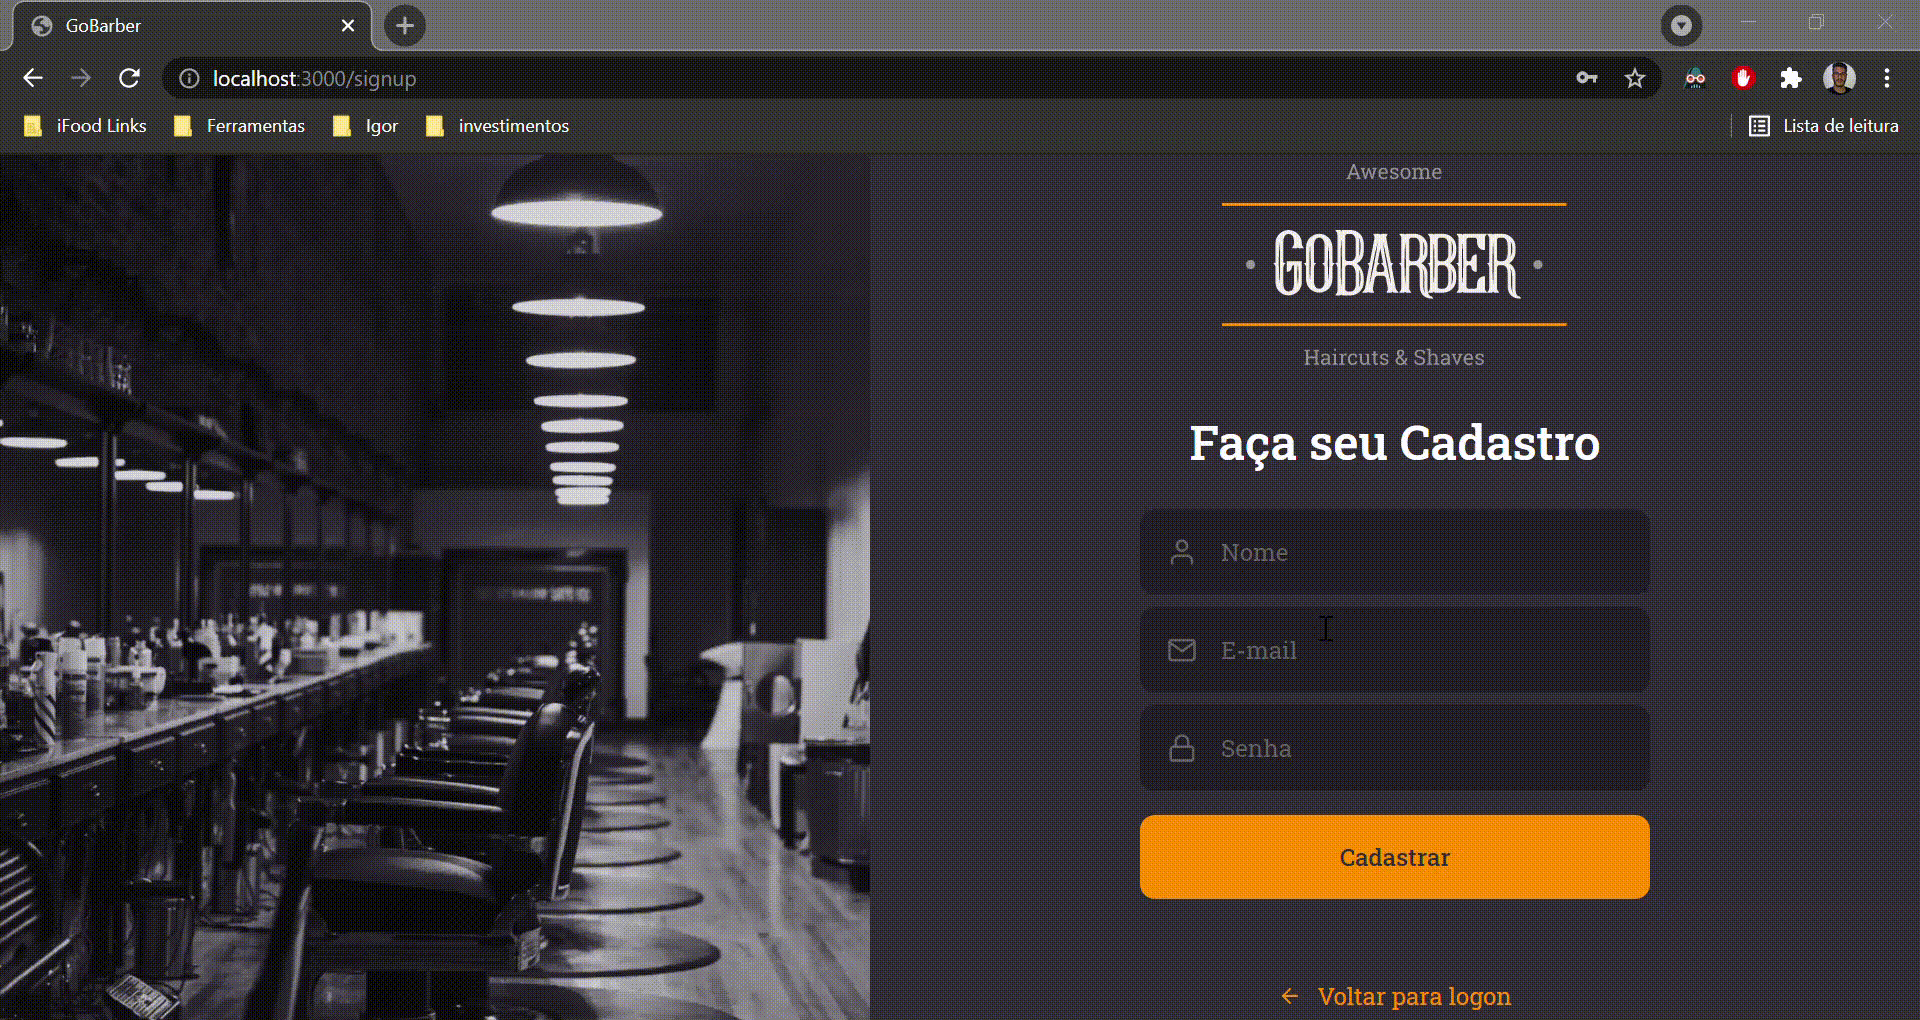 GoBarber
localhost:3000/signup
iFood Links
Ferramentas
Igor
investimentos
Lista de leitura
Awesome
GOBARBER
Haircuts & Shaves
Faça seu Cadastro
Nome
E-mail
Senha
Cadastrar
Voltar para logon